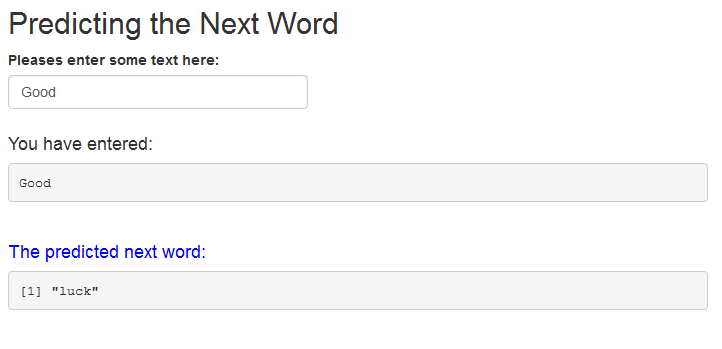 Predicting the Next Word
Pleases enter some text here:
Good
You have entered:
Good
The predicted next word:
[1] "luck"